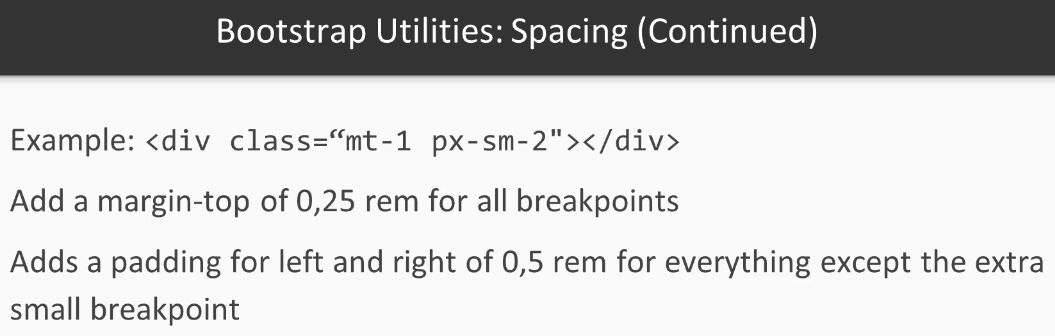 Bootstrap Utilities: Spacing (Continued)
Example: <div class=“mt-1 px-sm-2"></div>
Add a margin-top of 0,25 rem for all breakpoints
Adds a padding for left and right of 0,5 rem for everything except the extra
small breakpoint